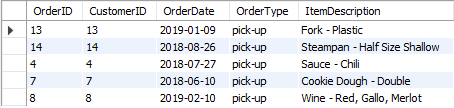 OrderID CustomerID OrderDate OrderType ItemDescription
13 13 2019-01-09 pick-up Fork - Plastic
14 14 2018-08-26 pick-up Steampan - Half Size Shallow
4 4 2018-07-27 pick-up Sauce - Chili
7 7 2018-06-10 pick-up Cookie Dough - Double
8 8 2019-02-10 pick-up Wine - Red, Gallo, Merlot